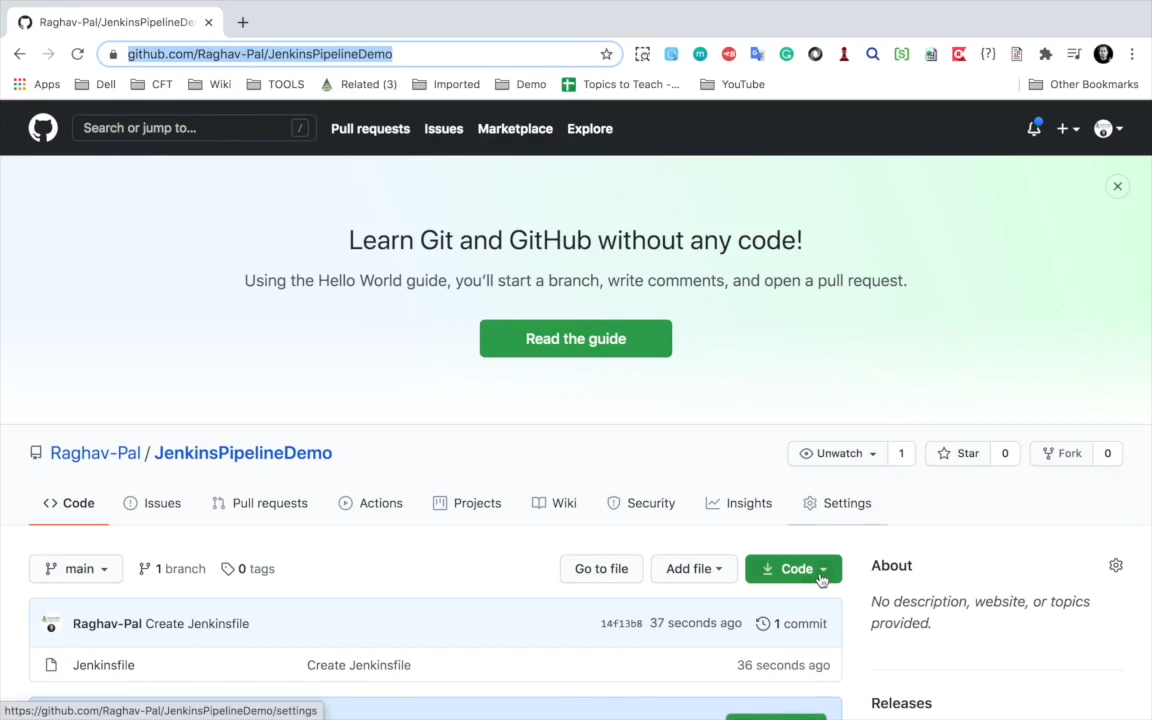 Raghav-Pal/JenkinsPipelineDe
github.com/Raghav-Pal/JenkinsPipelineDemo
Apps Dell CFT Wiki TOOLS Related (3) Imported Demo Topics to Teach -... YouTube Other Bookmarks
Search or jump to... / Pull requests Issues Marketplace Explore
Learn Git and GitHub without any code!
Using the Hello World guide, you’ll start a branch, write comments, and open a pull request.
Read the guide
Raghav-Pal / JenkinsPipelineDemo Unwatch 1 Star 0 Fork 0
Code Issues Pull requests Actions Projects Wiki Security Insights Settings
main 1 branch 0 tags Go to file Add file Code About
No description, website, or topics
provided.
Raghav-Pal Create Jenkinsfile 14f13b8 37 seconds ago 1 commit
Jenkinsfile Create Jenkinsfile 36 seconds ago
Releases
https://github.com/Raghav-Pal/JenkinsPipelineDemo/settings